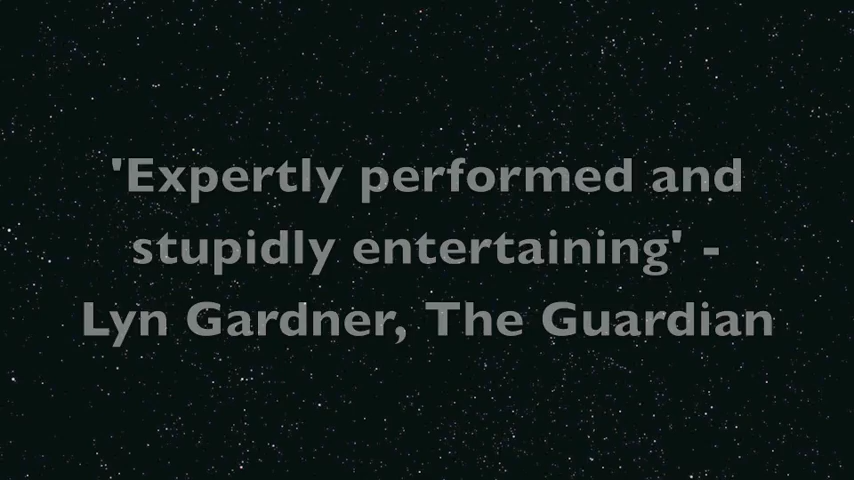 'Expertly performed and
stupidly entertaining' -
Lyn Gardner, The Guardian